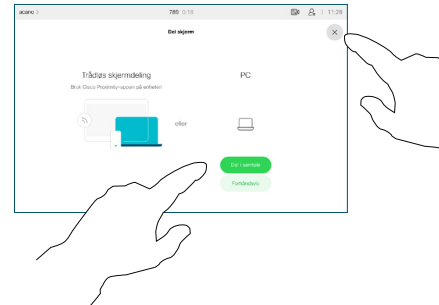 acano >
780 0:18
11:28
Del skjerm
Trådløs skjermdeling
Bruk Cisco Proximity-appen på enheten
eller
PC
Del i samtale
Forhåndsvis